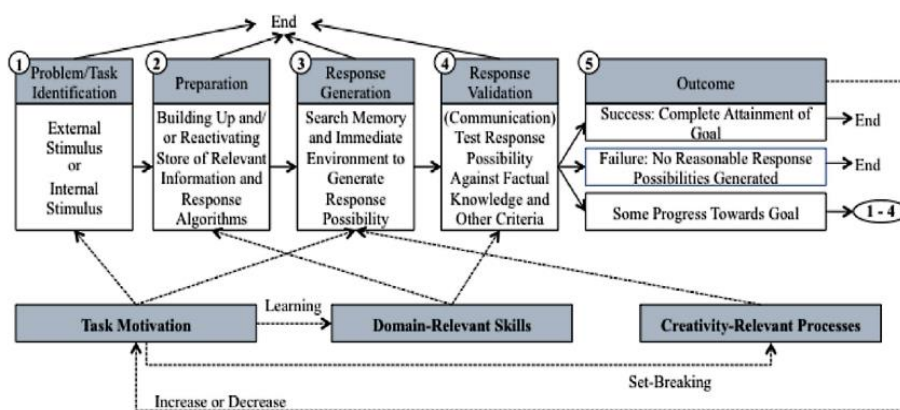 End
1
Problem/Task
Identification
External
Stimulus
or
Internal
Stimulus
2
Preparation
Building Up and/
or Reactivating
Store of Relevant
Information and
Response
Algorithms
3
Response
Generation
Search Memory
and Immediate
Environment to
Generate
Response
Possibility
4
Response
Validation
(Communication)
Test Response
Possibility
Against Factual
Knowledge and
Other Criteria
5
Outcome
Success: Complete Attainment of
Goal
End
Failure: No Reasonable Response
Possibilities Generated
End
Some Progress Towards Goal
1 - 4
Task Motivation
Learning
Domain-Relevant Skills
Creativity-Relevant Processes
Set-Breaking
Increase or Decrease